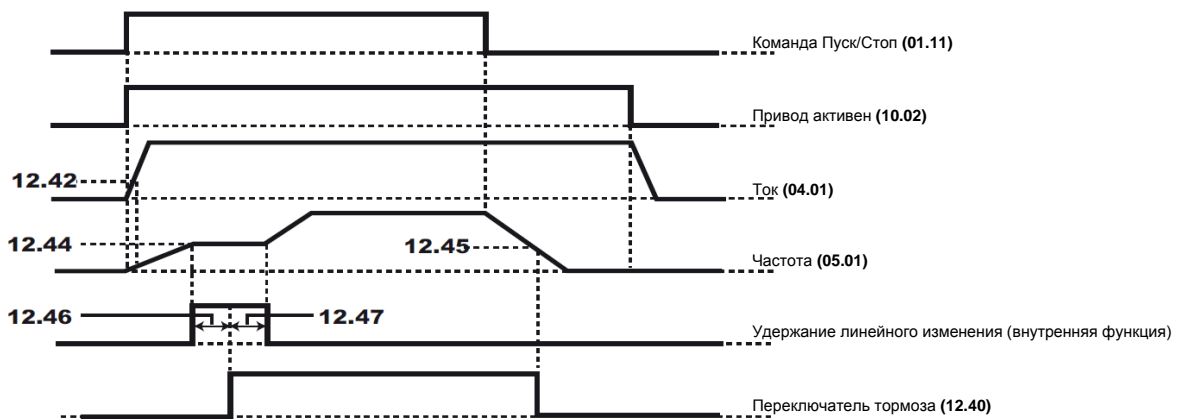 Команда Пуск/Стоп (01.11)
Привод активен (10.02)
12.42
Ток (04.01)
12.44
12.45
Частота (05.01)
12.46
12.47
Удержание линейного изменения (внутренняя функция)
Переключатель тормоза (12.40)